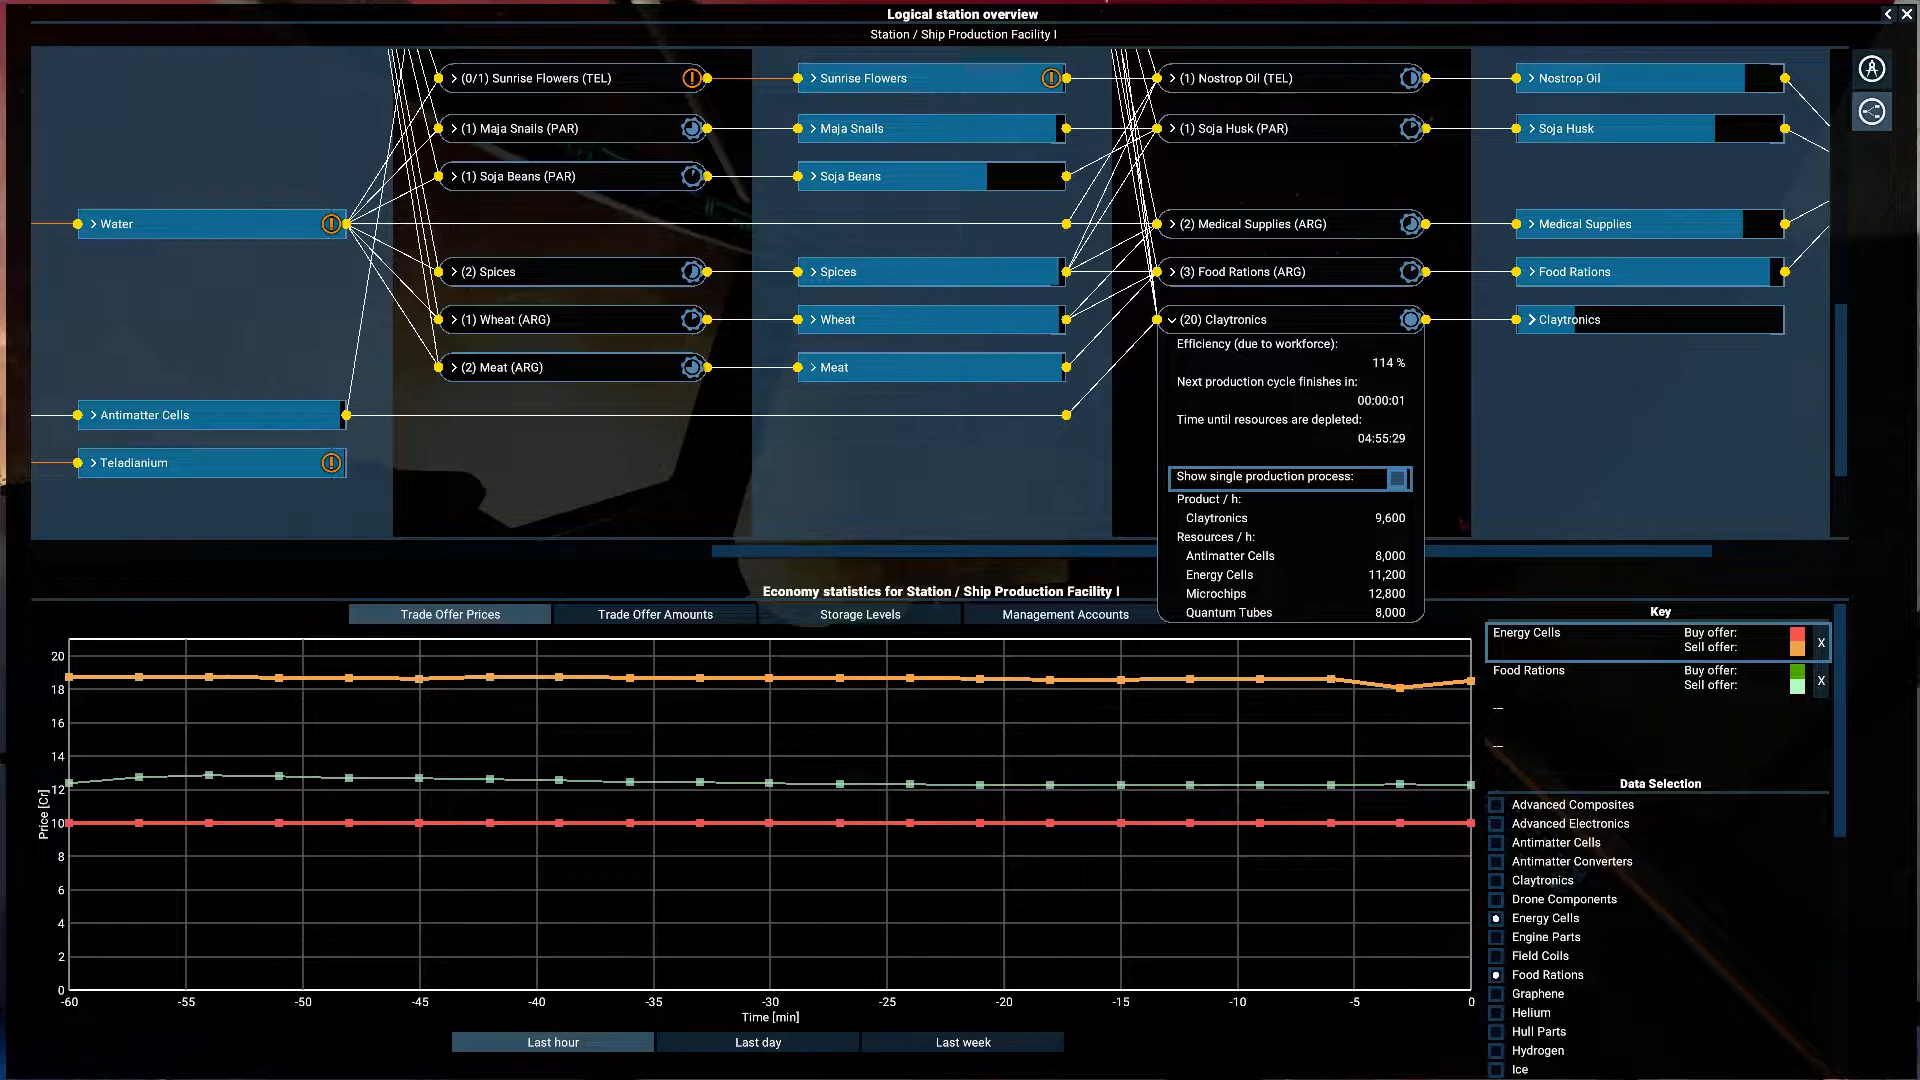 Logical station overview
Station / Ship Production Facility I
(0/1) Sunrise Flowers (TEL)
Sunrise Flowers
(1) Nostrop Oil (TEL)
Nostrop Oil
(1) Maja Snails (PAR)
Maja Snails
(1) Soja Husk (PAR)
Soja Husk
(1) Soja Beans (PAR)
Soja Beans
Water
(2) Medical Supplies (ARG)
Medical Supplies
(2) Spices
Spices
(3) Food Rations (ARG)
Food Rations
(1) Wheat (ARG)
Wheat
(20) Claytronics
Claytronics
(2) Meat (ARG)
Meat
Antimatter Cells
Teladianium
Efficiency (due to workforce):
114 %
Next production cycle finishes in:
00:00:01
Time until resources are depleted:
04:55:29
Show single production process:
Product / h:
Claytronics 9,600
Resources / h:
Antimatter Cells 8,000
Energy Cells 11,200
Microchips 12,800
Quantum Tubes 8,000
Economy statistics for Station / Ship Production Facility I
Trade Offer Prices Trade Offer Amounts Storage Levels Management Accounts
20
18
16
14
12
10
8
6
4
2
0
Price [Cr]
-60 -55 -50 -45 -40 -35 -30 -25 -20 -15 -10 -5 0
Time [min]
Last hour Last day Last week
Key
Energy Cells Buy offer:
Sell offer:
X
Food Rations Buy offer:
Sell offer:
X
---
---
Data Selection
Advanced Composites
Advanced Electronics
Antimatter Cells
Antimatter Converters
Claytronics
Drone Components
Energy Cells
Engine Parts
Field Coils
Food Rations
Graphene
Helium
Hull Parts
Hydrogen
Ice